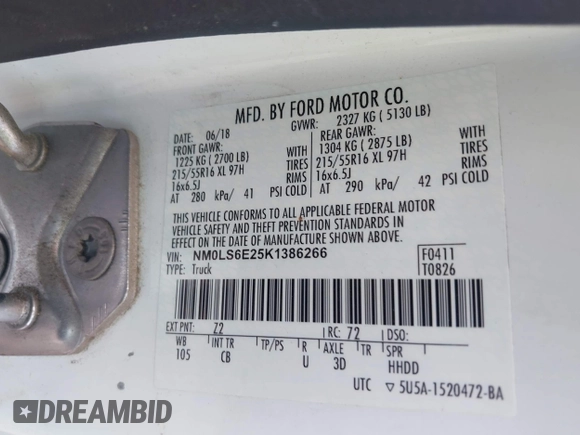 MFD. BY FORD MOTOR CO.
DATE: 06/18 GVWR: 2327 KG ( 5130 LB)
FRONT GAWR: REAR GAWR:
1225 KG ( 2700 LB) WITH 1304 KG ( 2875 LB) WITH
215/55R16 XL 97H TIRES 215/55R16 XL 97H TIRES
16x6.5J RIMS 16x6.5J RIMS
AT 280 kPa/ 41 PSI COLD AT 290 kPa/ 42 PSI COLD
THIS VEHICLE CONFORMS TO ALL APPLICABLE FEDERAL MOTOR
VEHICLE SAFETY AND THEFT PREVENTION STANDARDS IN
EFFECT ON THE DATE OF MANUFACTURE SHOWN ABOVE.
VIN: NM0LS6E25K1386266 F0411
TYPE: Truck T0826
EXT PNT: Z2 RC: 72 DSO:
WB INT TR TP/PS R AXLE TR SPR
105 CB U 3D HHDD
UTC ▽ 5U5A-1520472-BA
DREAMBID